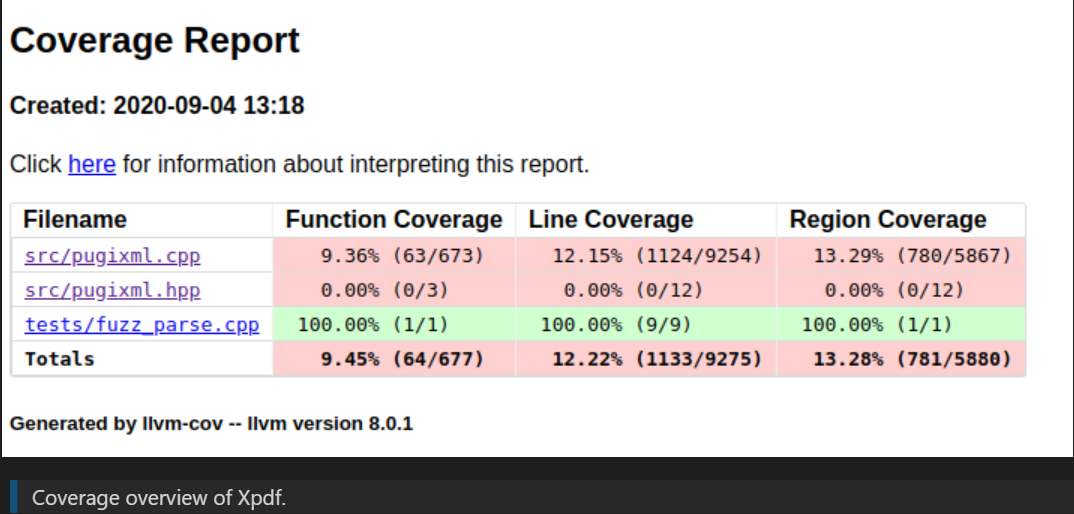 Coverage Report
Created: 2020-09-04 13:18
Click here for information about interpreting this report.
Filename Function Coverage Line Coverage Region Coverage
src/pugixml.cpp 9.36% (63/673) 12.15% (1124/9254) 13.29% (780/5867)
src/pugixml.hpp 0.00% (0/3) 0.00% (0/12) 0.00% (0/12)
tests/fuzz_parse.cpp 100.00% (1/1) 100.00% (9/9) 100.00% (1/1)
Totals 9.45% (64/677) 12.22% (1133/9275) 13.28% (781/5880)
Generated by llvm-cov -- llvm version 8.0.1
Coverage overview of Xpdf.